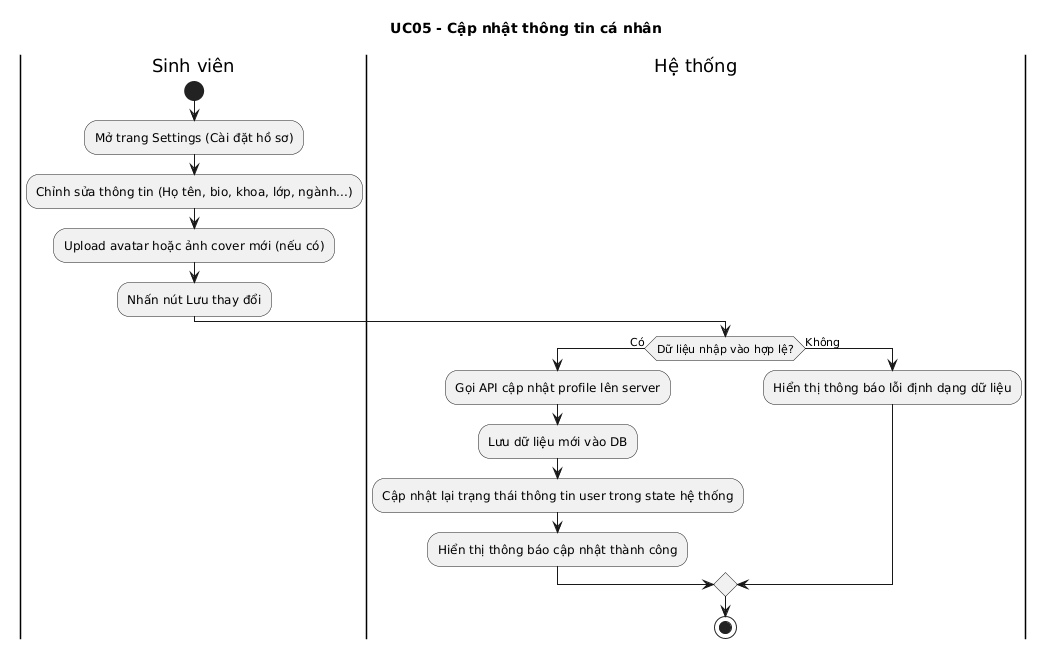 UC05 - Cập nhật thông tin cá nhân
Sinh viên
Hệ thống
Mở trang Settings (Cài đặt hồ sơ)
Chỉnh sửa thông tin (Họ tên, bio, khoa, lớp, ngành...)
Upload avatar hoặc ảnh cover mới (nếu có)
Nhấn nút Lưu thay đổi
Dữ liệu nhập vào hợp lệ?
Có
Không
Gọi API cập nhật profile lên server
Hiển thị thông báo lỗi định dạng dữ liệu
Lưu dữ liệu mới vào DB
Cập nhật lại trạng thái thông tin user trong state hệ thống
Hiển thị thông báo cập nhật thành công